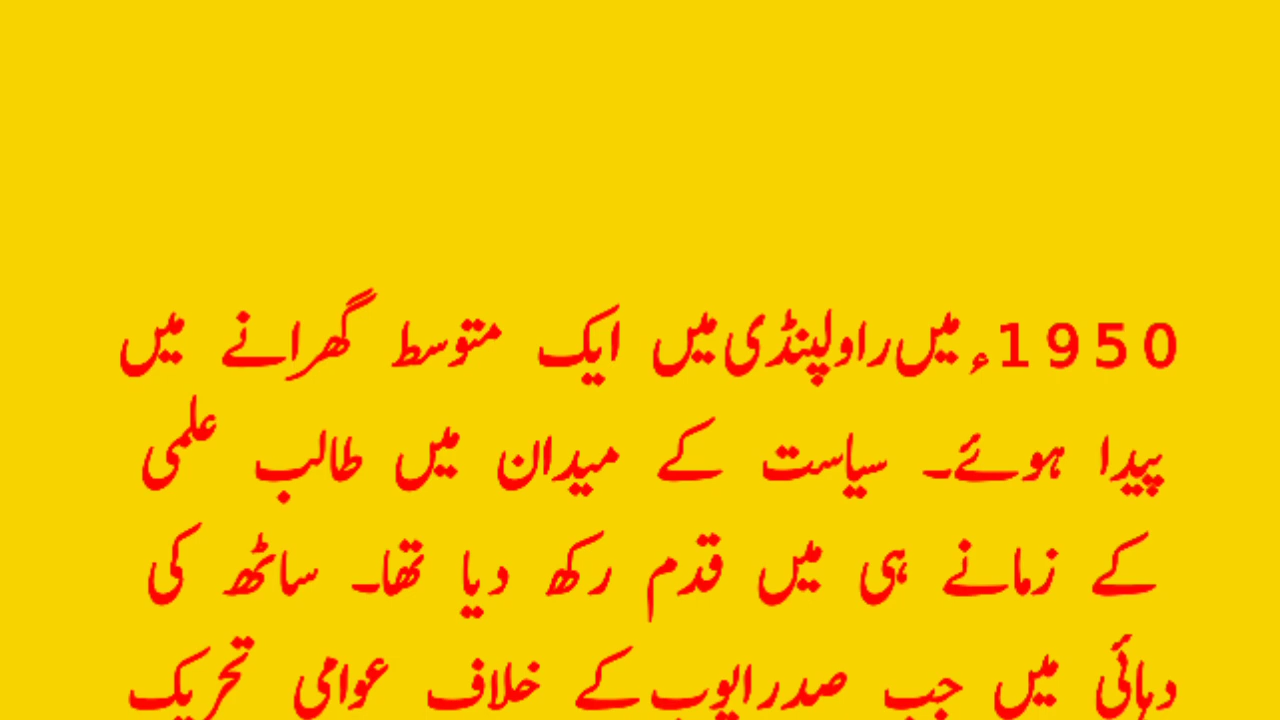 1950ء میں راولپنڈی میں ایک متوسط گھرانے میں
پیدا ہوئے۔ سیاست کے میدان میں طالب علمی
کے زمانے ہی میں قدم رکھ دیا تھا۔ ساٹھ کی
دہائی میں جب صدر ایوب کے خلاف عوامی تحریک